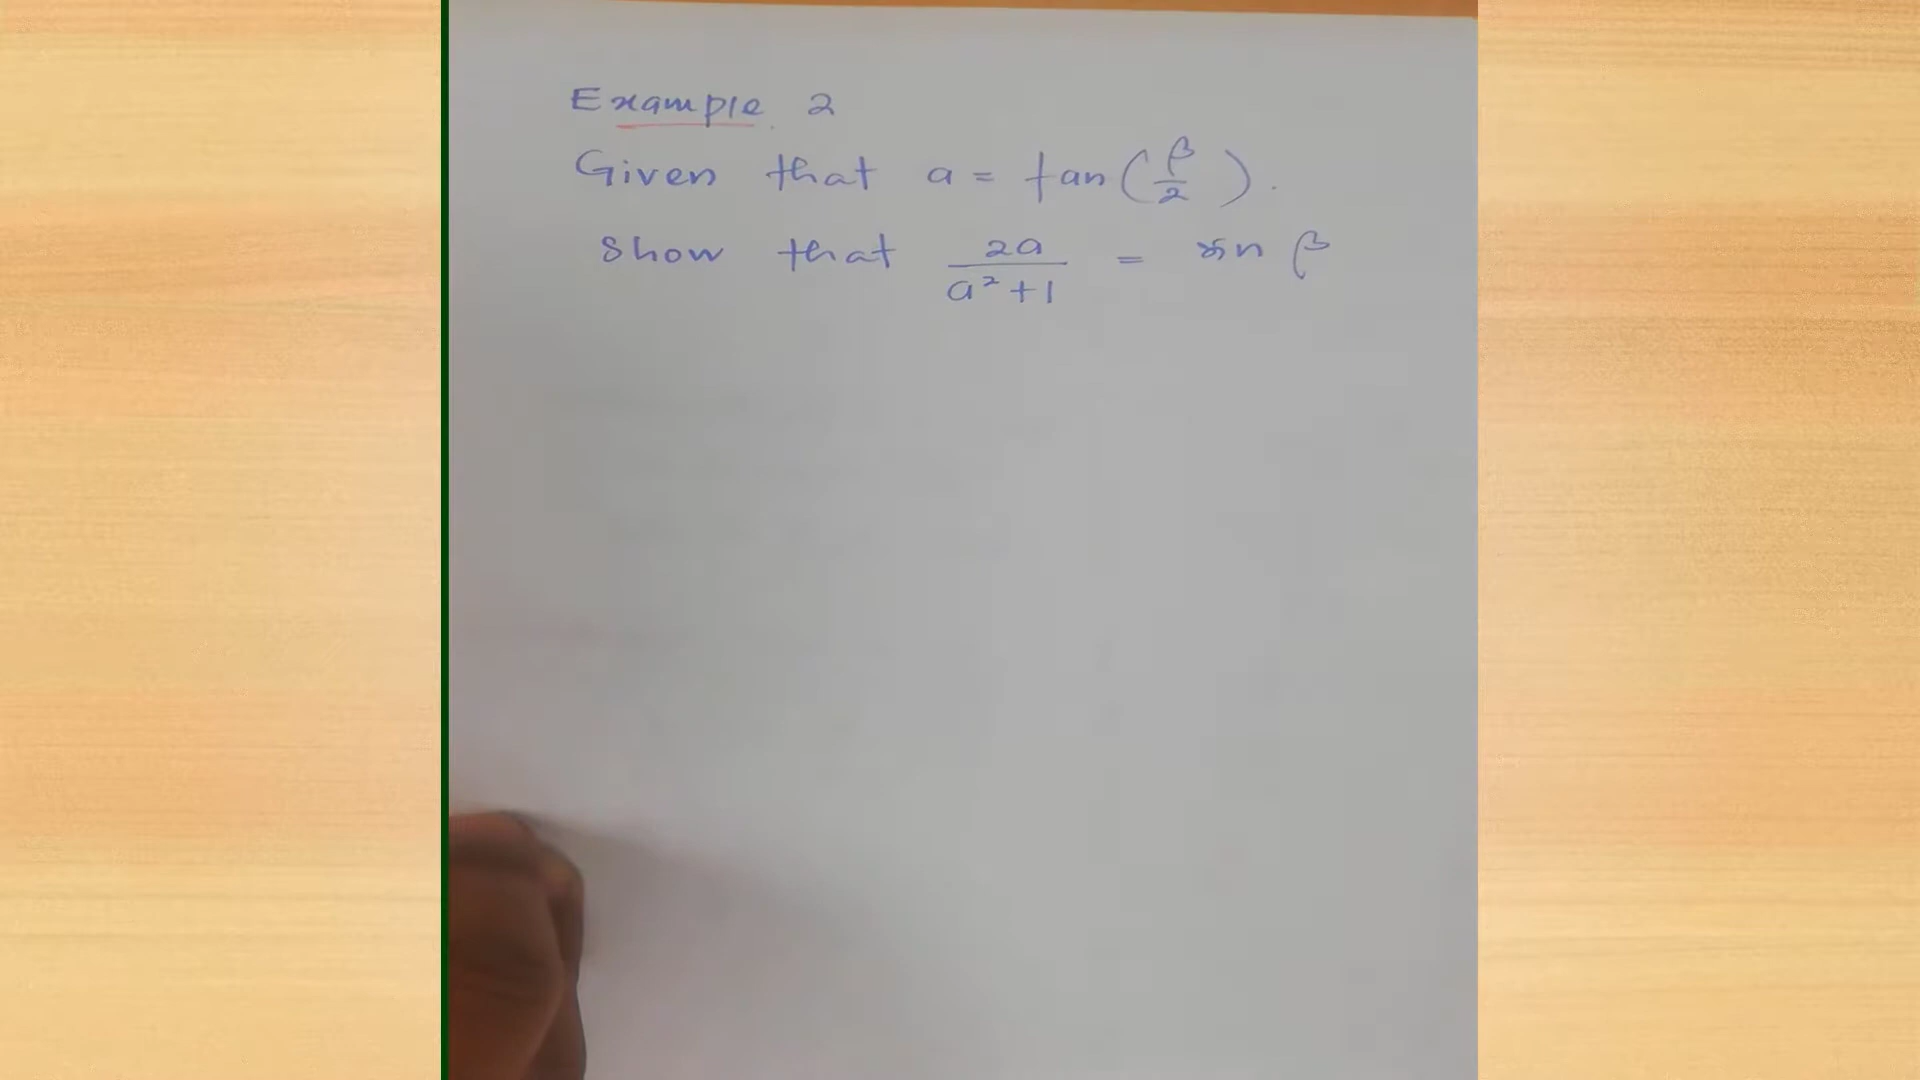 Example 2
Given that a = tan(β/2).
Show that 2a/(a²+1) = sin β